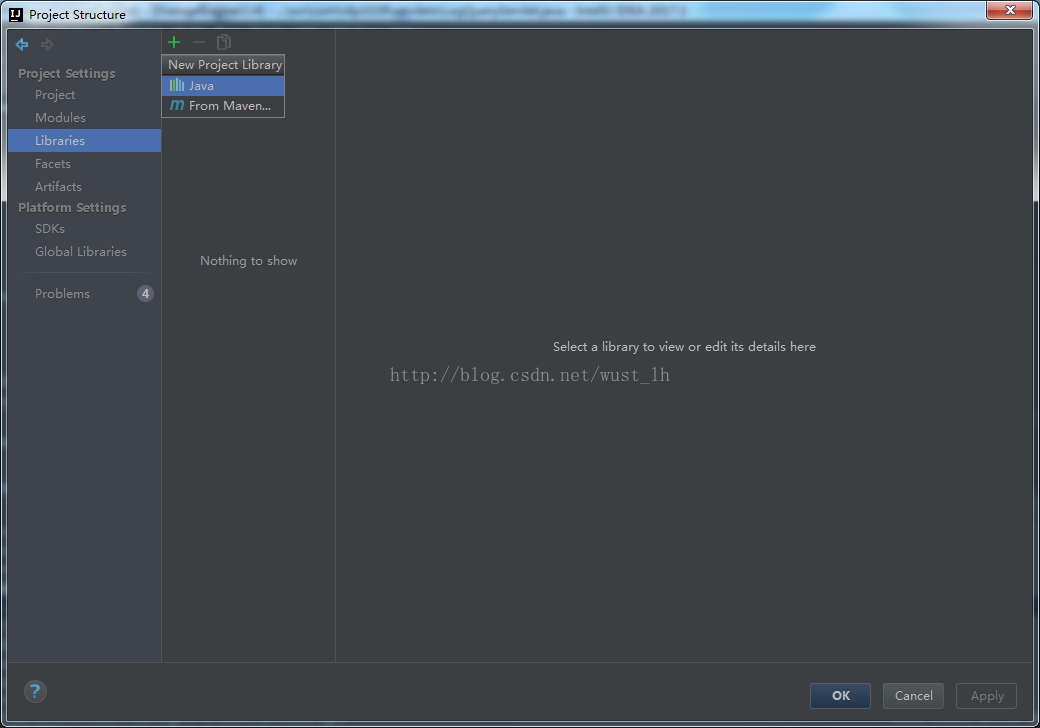 Project Structure
New Project Library
Java
From Maven...
Project Settings
Project
Modules
Libraries
Facets
Artifacts
Platform Settings
SDKs
Global Libraries
Problems 4
Nothing to show
Select a library to view or edit its details here
http://blog.csdn.net/wust_lh
?
OK Cancel Apply